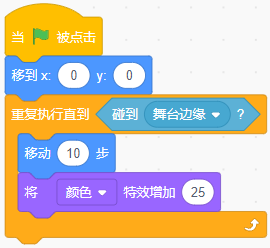 当 被点击
移到 x: 0 y: 0
重复执行直到 碰到 舞台边缘 ?
移动 10 步
将 颜色 特效增加 25